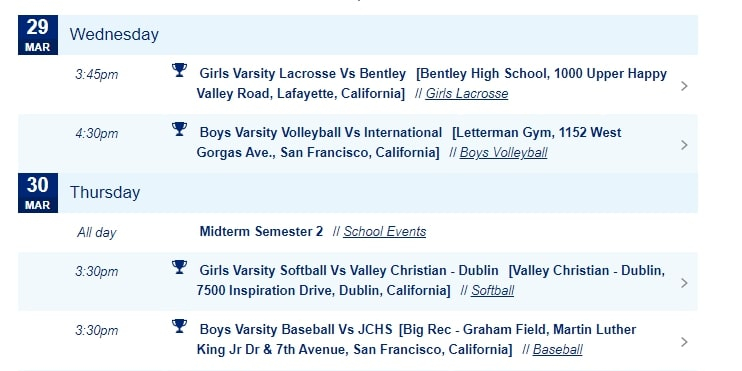 29
MAR
Wednesday
3:45pm
Girls Varsity Lacrosse Vs Bentley [Bentley High School, 1000 Upper Happy
Valley Road, Lafayette, California] // Girls Lacrosse
4:30pm
Boys Varsity Volleyball Vs International [Letterman Gym, 1152 West
Gorgas Ave., San Francisco, California] // Boys Volleyball
30
MAR
Thursday
All day
Midterm Semester 2 // School Events
3:30pm
Girls Varsity Softball Vs Valley Christian - Dublin [Valley Christian - Dublin,
7500 Inspiration Drive, Dublin, California] // Softball
3:30pm
Boys Varsity Baseball Vs JCHS [Big Rec - Graham Field, Martin Luther
King Jr Dr & 7th Avenue, San Francisco, California] // Baseball